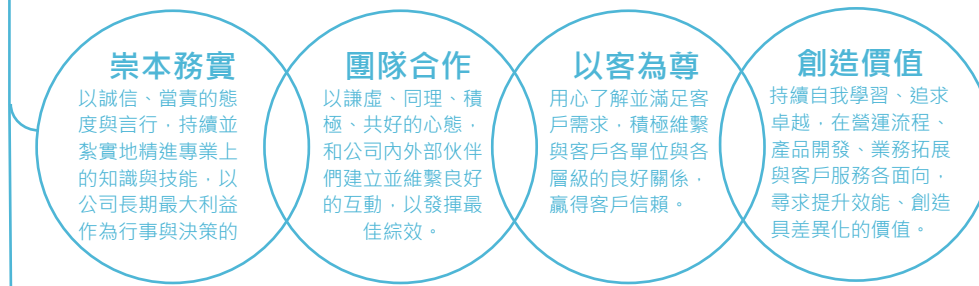 崇本務實
以誠信、當責的態
度與言行，持續並
紮實地精進專業上
的知識與技能，以
公司長期最大利益
作為行事與決策的
團隊合作
以謙虛、同理、積
極、共好的心態，
和公司內外部伙伴
們建立並維繫良好
的互動，以發揮最
佳綜效。
以客為尊
用心了解並滿足客
戶需求，積極維繫
與客戶各單位與各
層級的良好關係，
贏得客戶信賴。
創造價值
持續自我學習、追求
卓越，在營運流程、
產品開發、業務拓展
與客戶服務各面向，
尋求提升效能、創造
具差異化的價值。